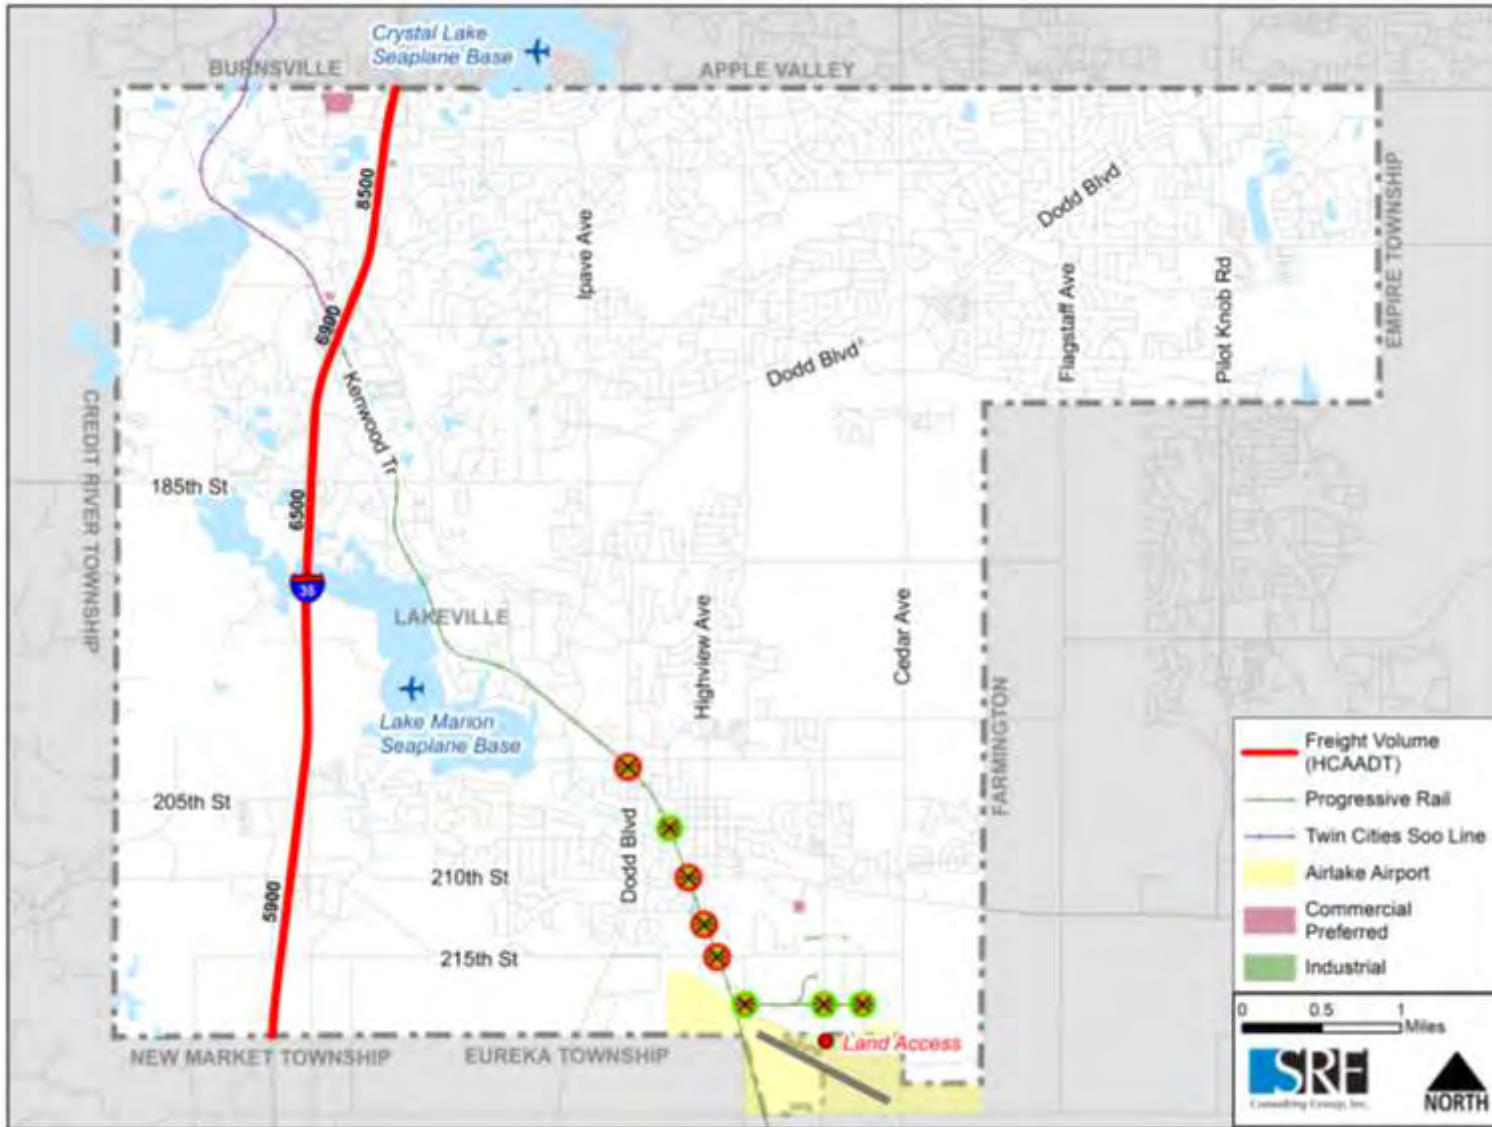 Crystal Lake
Seaplane Base
BURNSVILLE
APPLE VALLEY
8500
Ipave Ave
Dodd Blvd
EMPIRE TOWNSHIP
6900
Flagstaff Ave
Pilot Knob Rd
Dodd Blvd
Kenwood Tr
CREDIT RIVER TOWNSHIP
185th St
6500
35
LAKEVILLE
Highview Ave
Cedar Ave
Lake Marion
Seaplane Base
FARMINGTON
205th St
Dodd Blvd
210th St
5900
215th St
Land Access
NEW MARKET TOWNSHIP
EUREKA TOWNSHIP
Freight Volume
(HCAADT)
Progressive Rail
Twin Cities Soo Line
Airlake Airport
Commercial
Preferred
Industrial
0 0.5 1
Miles
SRF
Consulting Group, Inc.
NORTH